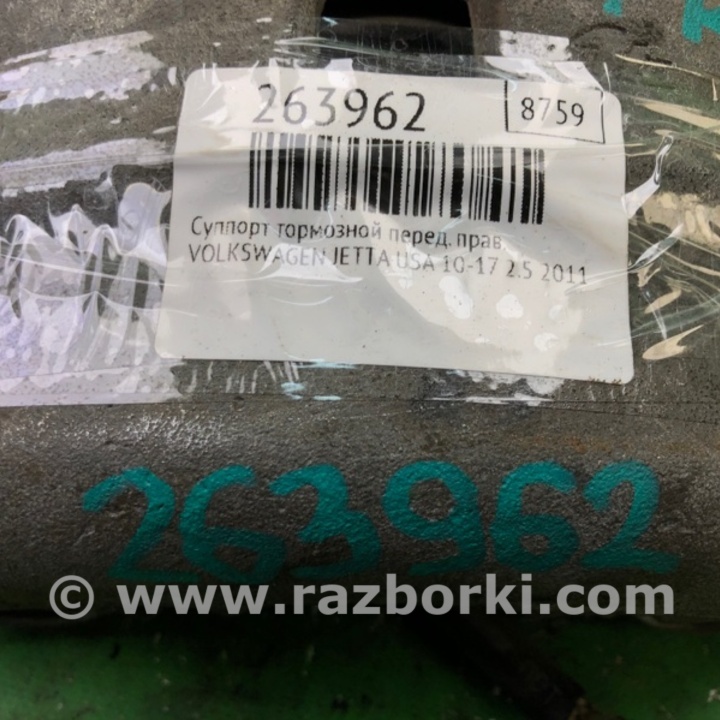 263962
8759
Суппорт тормозной перед. прав.
VOLKSWAGEN JETTA USA 10-17 2.5 2011
263962
© www.razborki.com